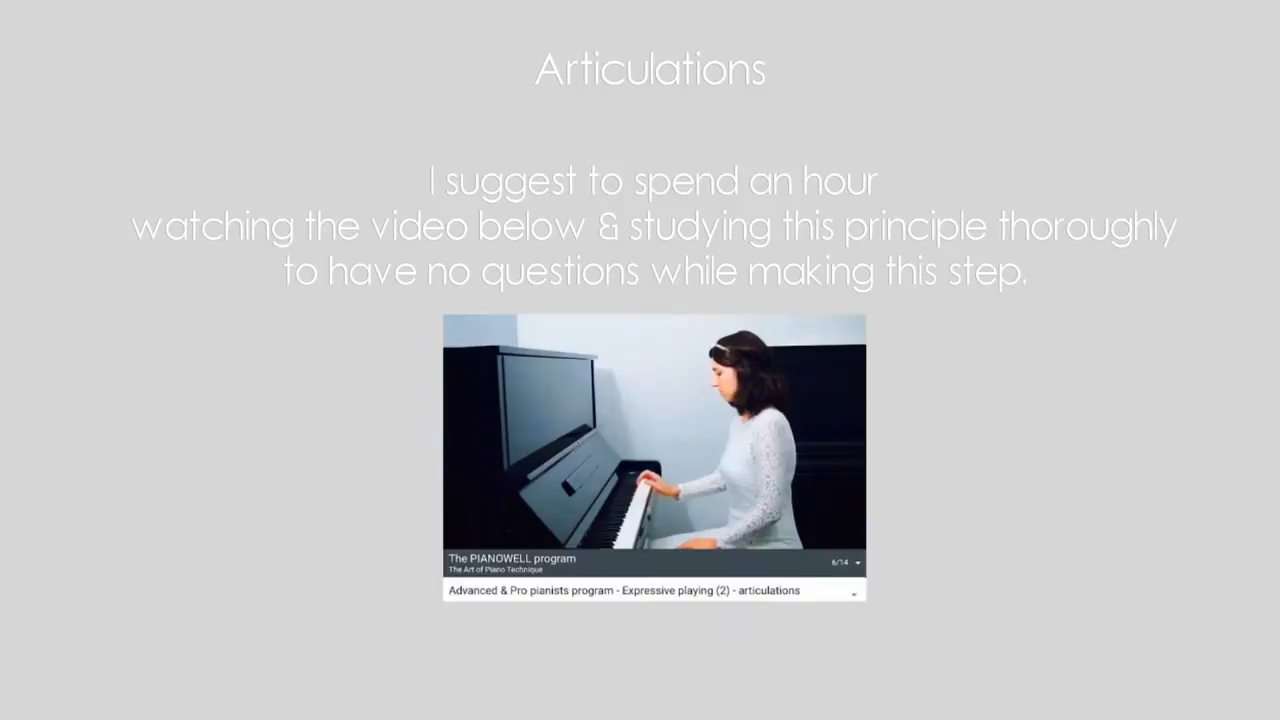 Articulations
I suggest to spend an hour
watching the video below & studying this principle thoroughly
to have no questions while making this step.
The PIANOWELL program
The Art of Piano Technique
6/14
Advanced & Pro pianists program - Expressive playing (2) - articulations